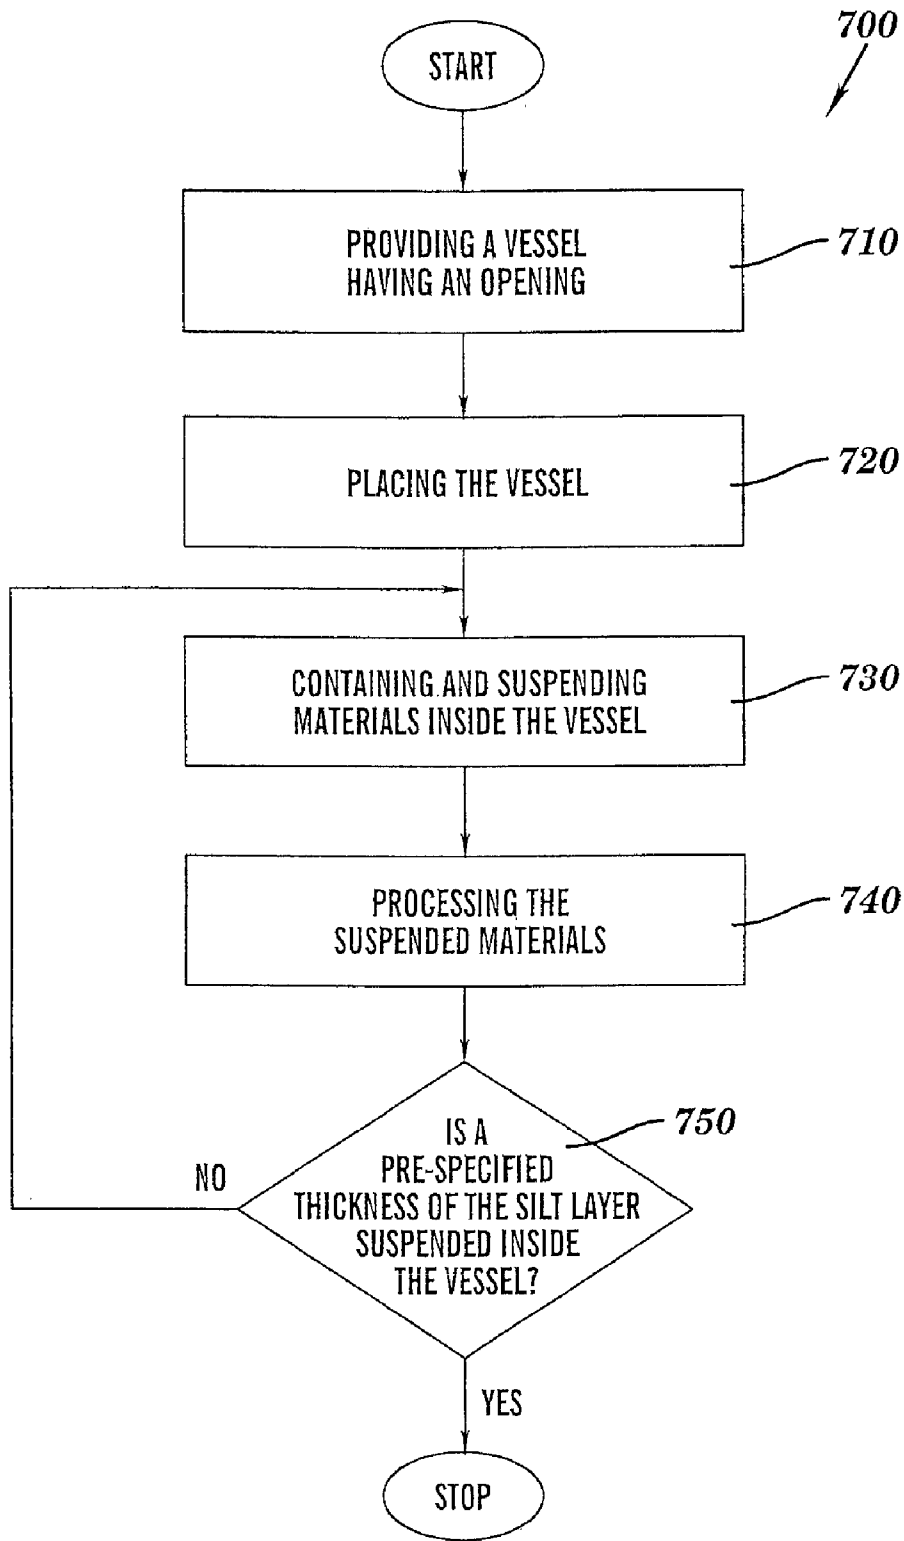 700
START
PROVIDING A VESSEL
HAVING AN OPENING
710
PLACING THE VESSEL
720
CONTAINING AND SUSPENDING
MATERIALS INSIDE THE VESSEL
730
PROCESSING THE
SUSPENDED MATERIALS
740
IS A
PRE-SPECIFIED
THICKNESS OF THE SILT LAYER
SUSPENDED INSIDE
THE VESSEL?
750
NO
YES
STOP